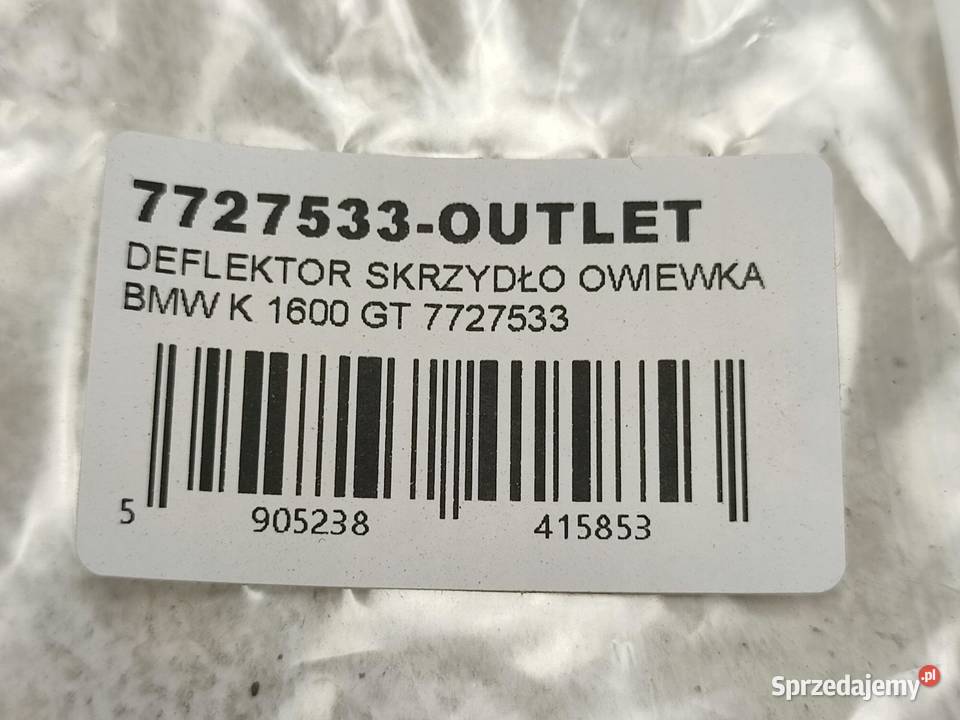 7727533-OUTLET
DEFLEKTOR SKRZYDŁO OWIEWKA
BMW K 1600 GT 7727533
5 905238 415853
Sprzedajemy.pl